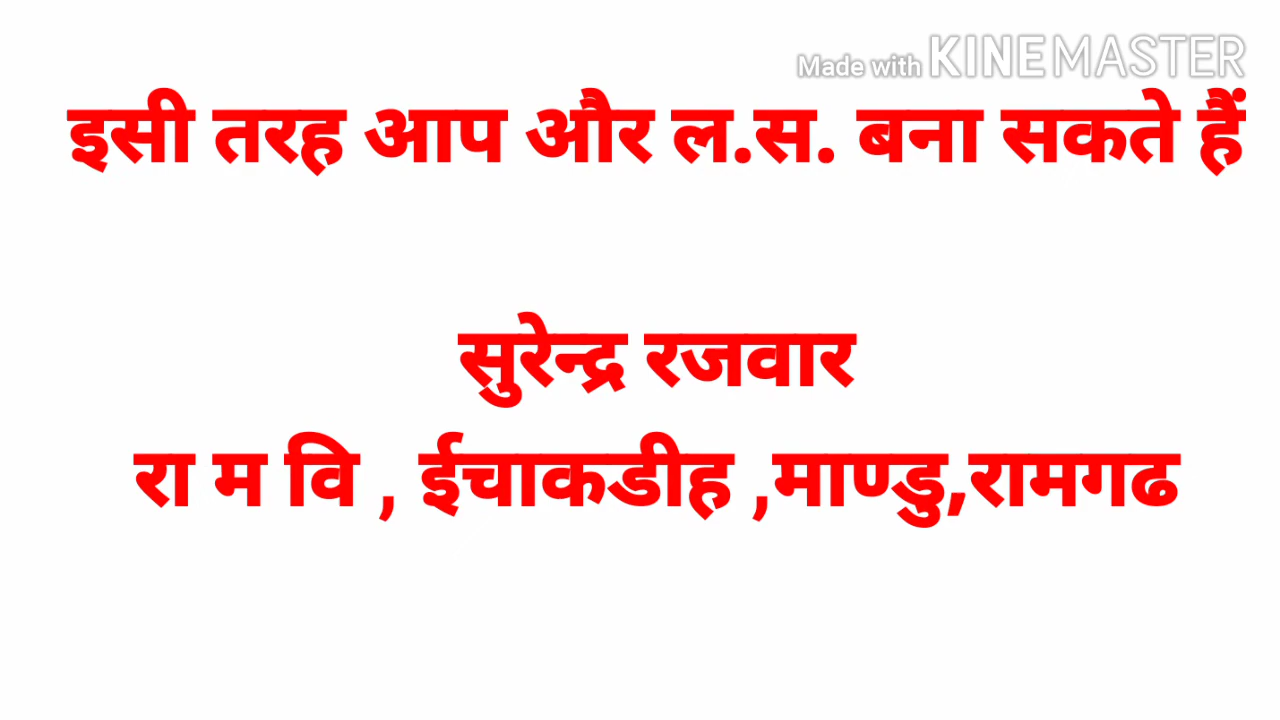 Made with KINEMASTER
इसी तरह आप और ल.स. बना सकते हैं
सुरेन्द्र रजवार
रा म वि , ईचाकडीह ,माण्डु,रामगढ